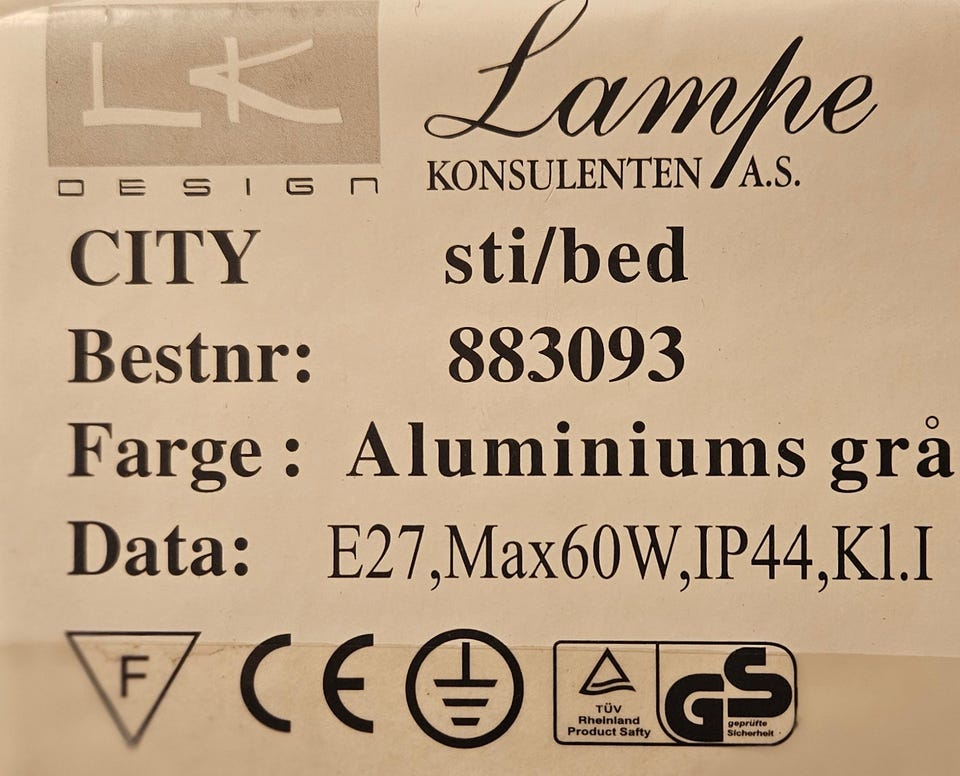 LK
DESIGN
Lampe
KONSULENTEN A.S.
CITY sti/bed
Bestnr: 883093
Farge : Aluminiums grå
Data: E27,Max60W,IP44,Kl.I
F
CE
TÜV
Rheinland
Product Safty
GS
geprüfte
Sicherheit